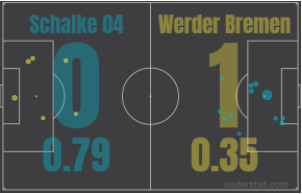 Schalke 04 Werder Bremen
0 1
0.79 0.35
understat.com